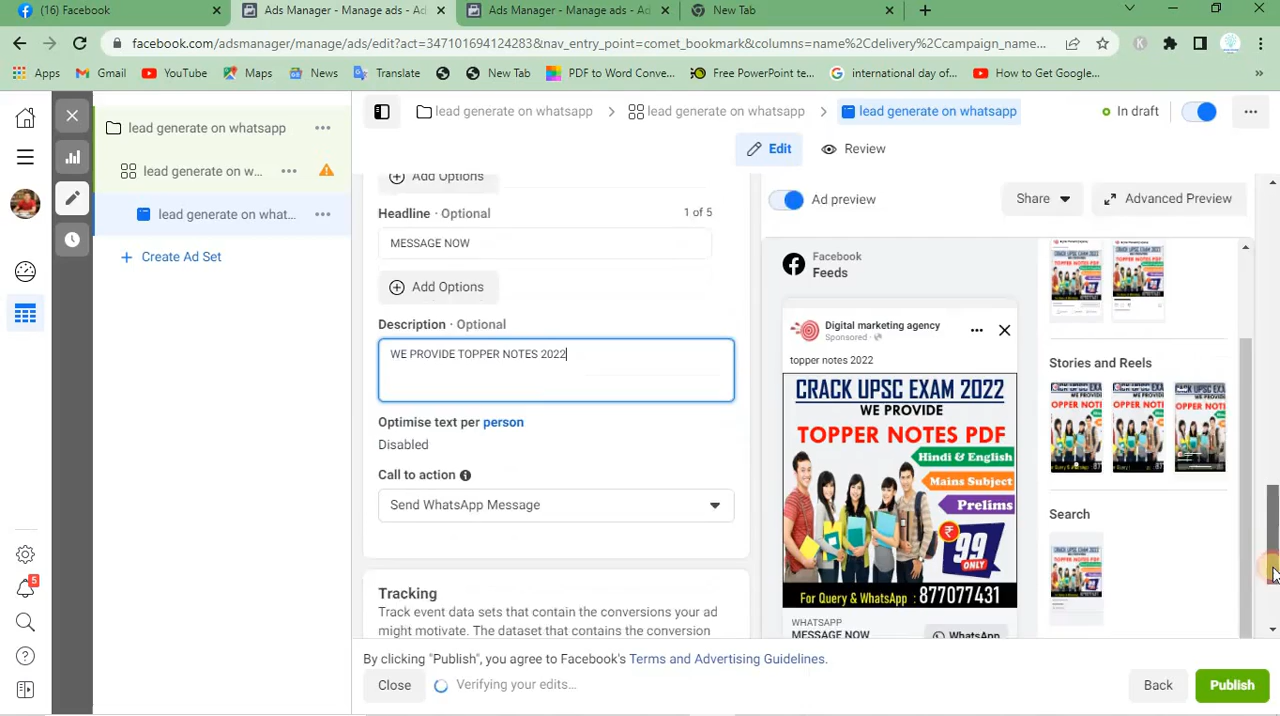 (16) Facebook
Ads Manager - Manage ads - Ac
Ads Manager - Manage ads - Ad
New Tab
facebook.com/adsmanager/manage/ads/edit?act=347101694124283&nav_entry_point=comet_bookmark&columns=name%2Cdelivery%2Ccampaign_name...
Apps
Gmail
YouTube
Maps
News
Translate
New Tab
PDF to Word Conve...
Free PowerPoint Te...
international day of...
How to Get Google...
lead generate on whatsapp
lead generate on w...
lead generate on what...
Create Ad Set
5
lead generate on whatsapp
lead generate on whatsapp
lead generate on whatsapp
In draft
Edit
Review
Add Options
Headline · Optional
1 of 5
MESSAGE NOW
Add Options
Description · Optional
WE PROVIDE TOPPER NOTES 2022
Optimise text per person
Disabled
Call to action
Send WhatsApp Message
Tracking
Track event data sets that contain the conversions your ad
might motivate. The dataset that contains the conversion
Ad preview
Share
Advanced Preview
Facebook
Feeds
Digital marketing agency
Sponsored ·
topper notes 2022
CRACK UPSC EXAM 2022
WE PROVIDE
TOPPER NOTES PDF
Hindi & English
Mains Subject
Prelims
₹
99
ONLY
For Query & WhatsApp : 877077431
WHATSAPP
MESSAGE NOW
WhatsApp
Stories and Reels
Search
By clicking "Publish", you agree to Facebook's Terms and Advertising Guidelines.
Close
Verifying your edits...
Back
Publish